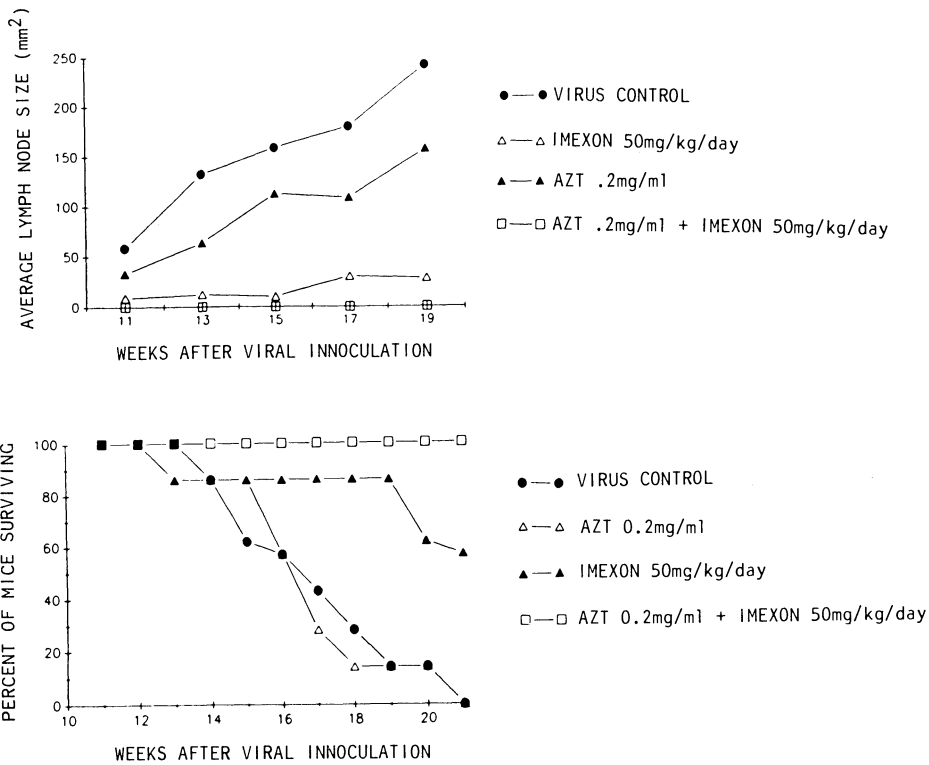 AVERAGE LYMPH NODE SIZE (mm²)
250
200
150
100
50
0
11 13 15 17 19
WEEKS AFTER VIRAL INNOCULATION
VIRUS CONTROL
IMEXON 50mg/kg/day
AZT .2mg/ml
AZT .2mg/ml + IMEXON 50mg/kg/day
PERCENT OF MICE SURVIVING
100
80
60
40
20
0
10 12 14 16 18 20
WEEKS AFTER VIRAL INNOCULATION
VIRUS CONTROL
AZT 0.2mg/ml
IMEXON 50mg/kg/day
AZT 0.2mg/ml + IMEXON 50mg/kg/day